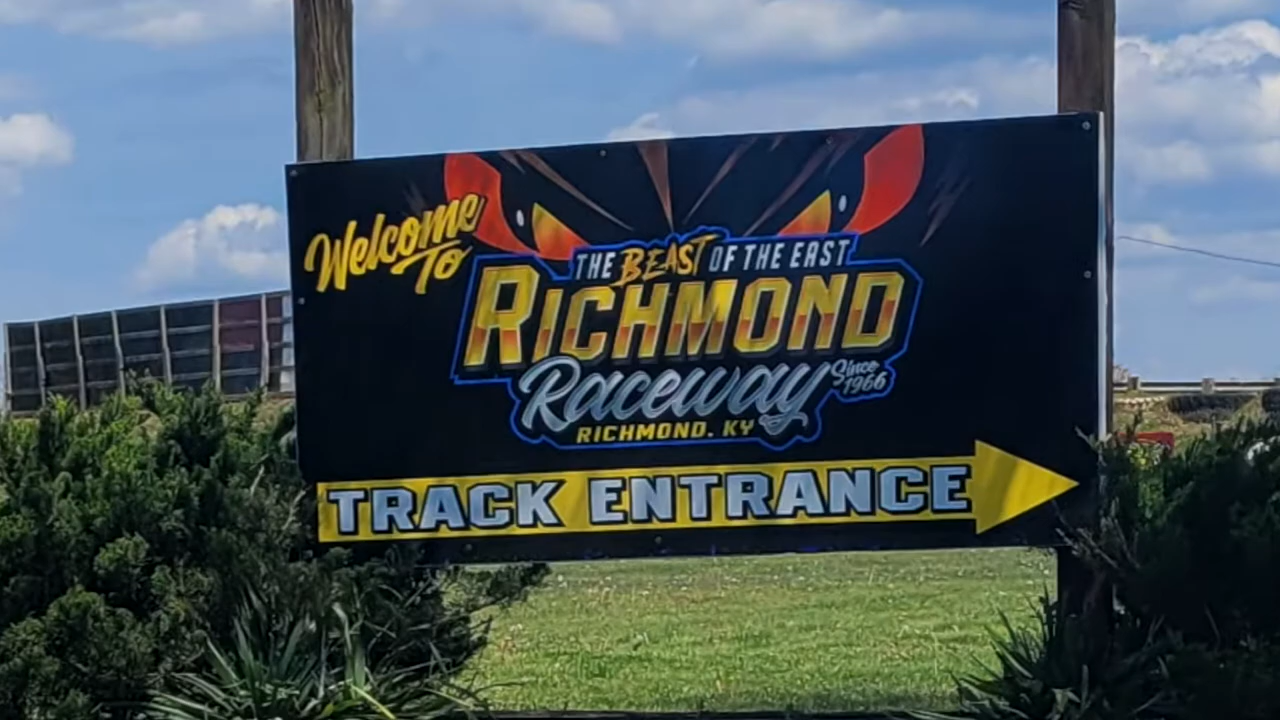 Welcome
To
THE BEAST OF THE EAST
RICHMOND
Raceway
Since
1966
RICHMOND. KY
TRACK ENTRANCE